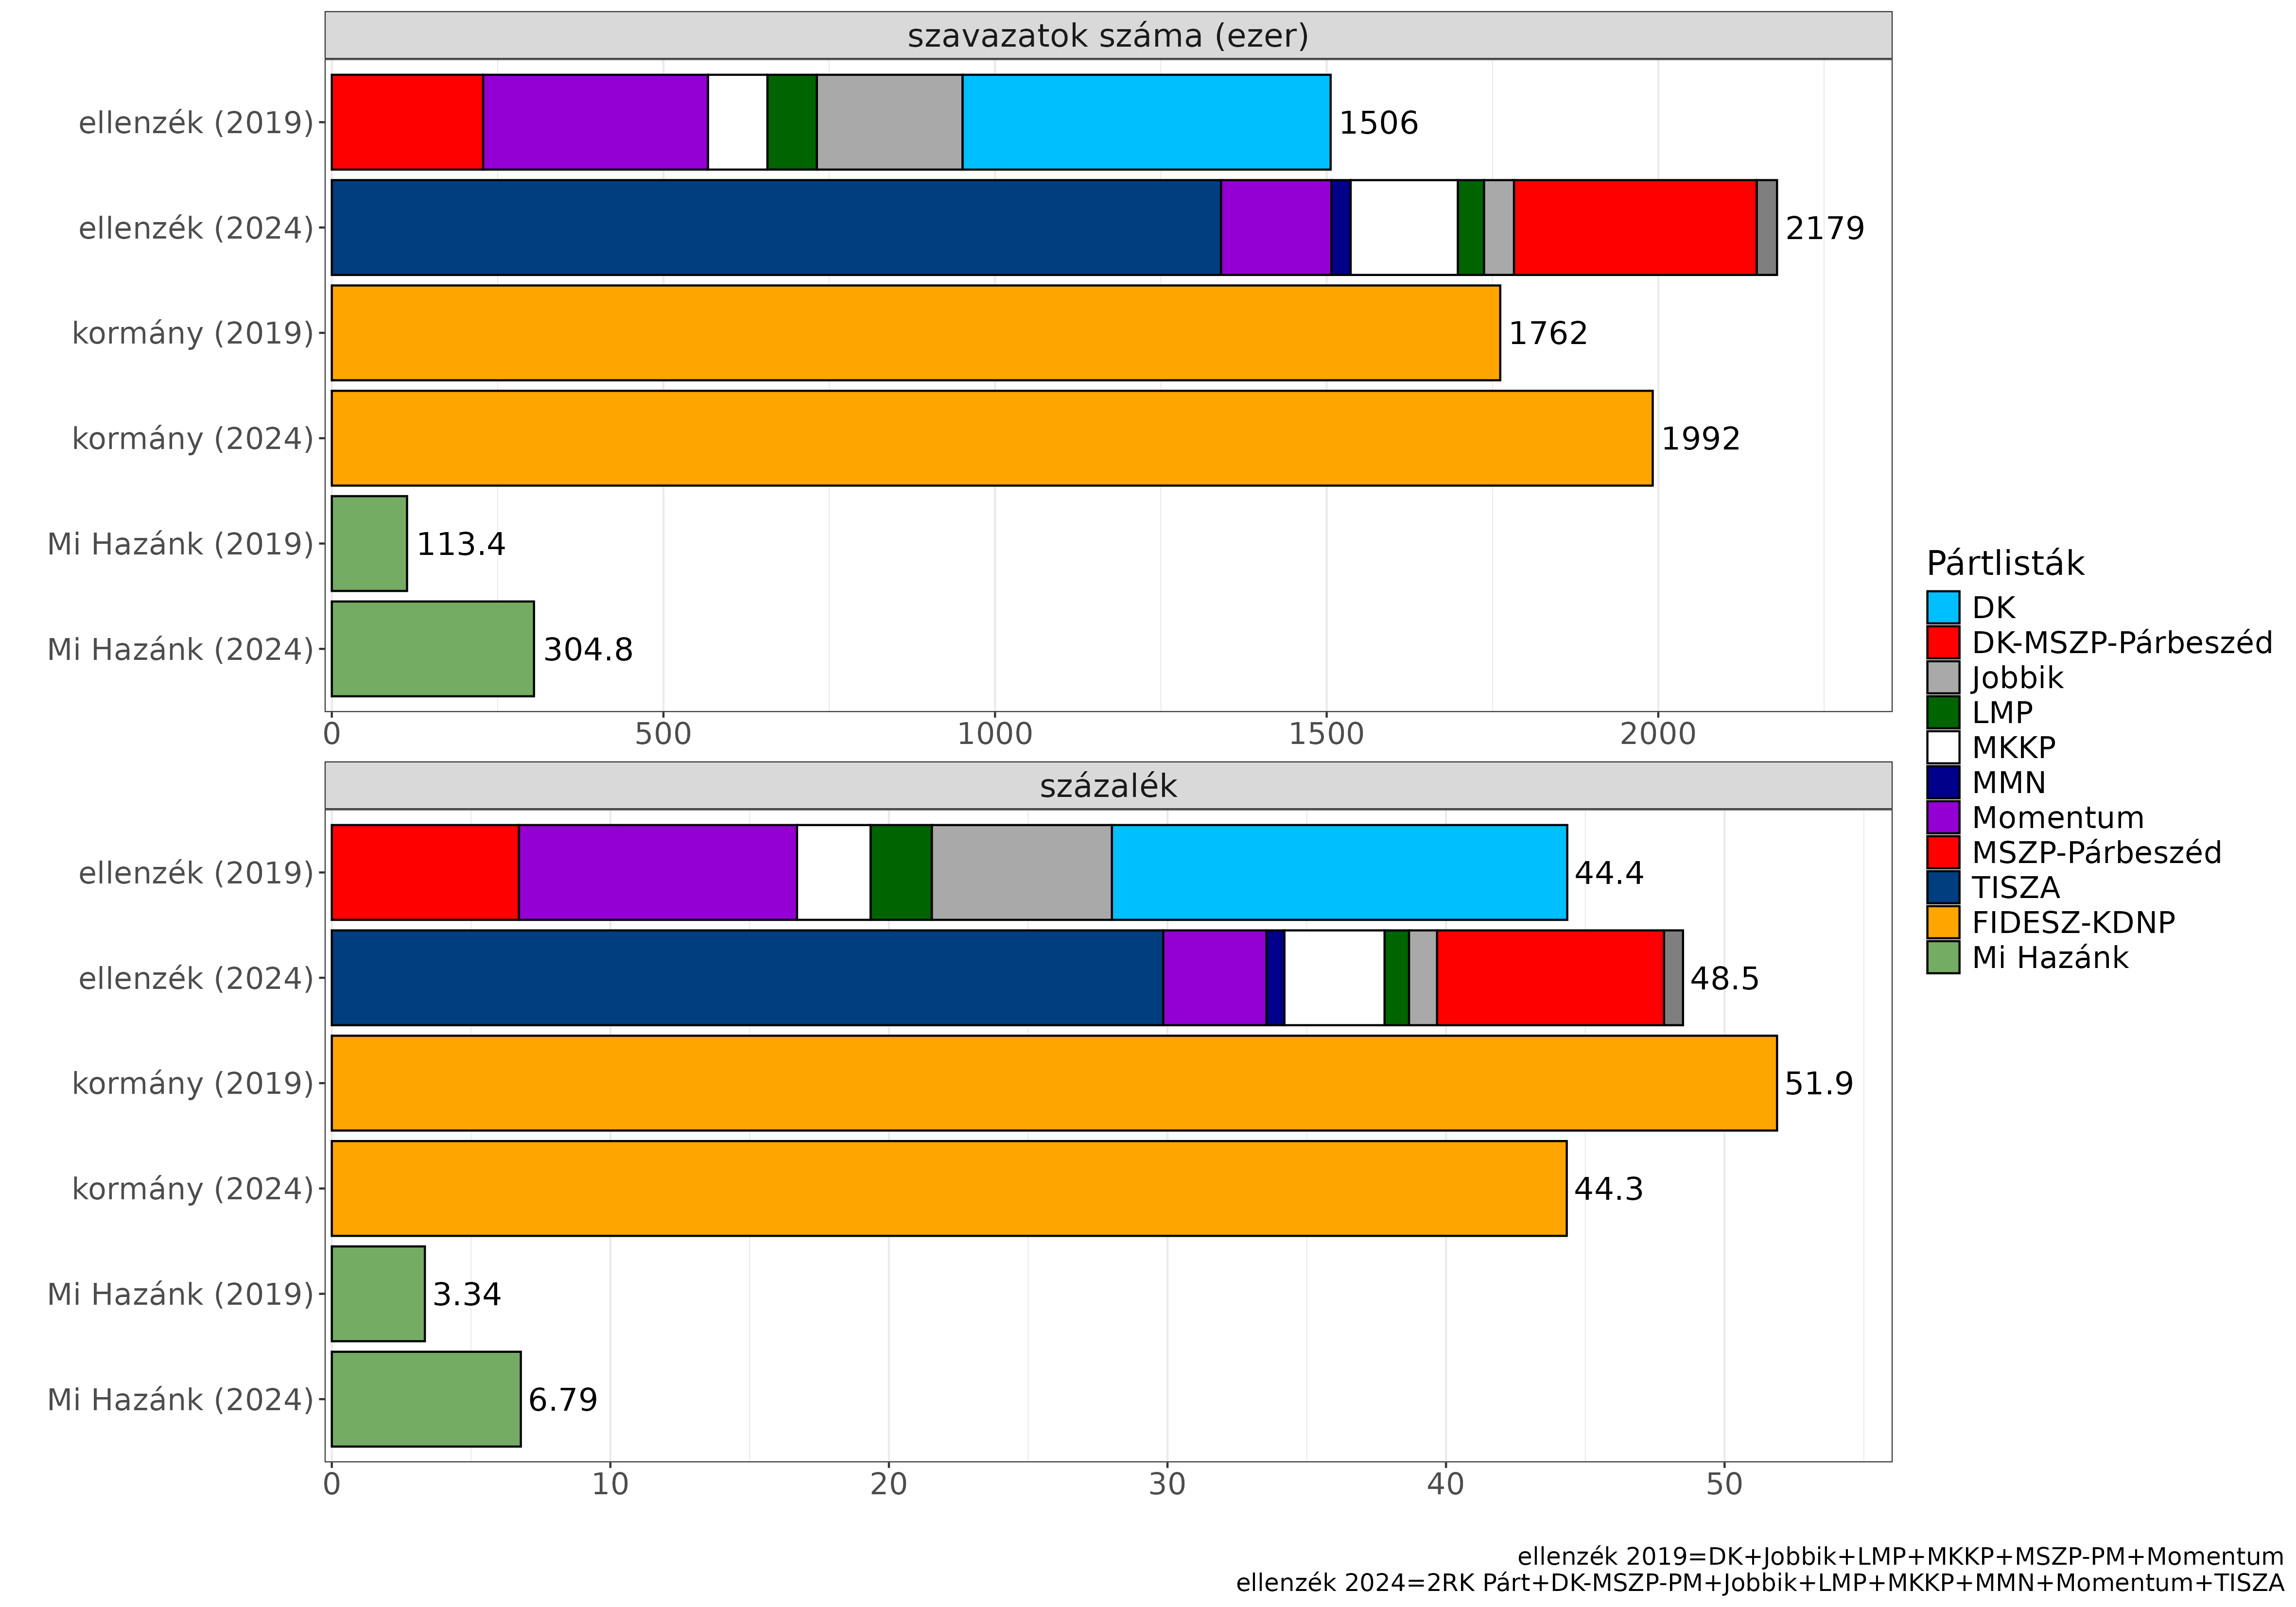 szavazatok száma (ezer)
ellenzék (2019)
1506
ellenzék (2024)
2179
kormány (2019)
1762
kormány (2024)
1992
Mi Hazánk (2019)
113.4
Mi Hazánk (2024)
304.8
0 500 1000 1500 2000
százalék
ellenzék (2019)
44.4
ellenzék (2024)
48.5
kormány (2019)
51.9
kormány (2024)
44.3
Mi Hazánk (2019)
3.34
Mi Hazánk (2024)
6.79
0 10 20 30 40 50
Pártlisták
DK
DK-MSZP-Párbeszéd
Jobbik
LMP
MKKP
MMN
Momentum
MSZP-Párbeszéd
TISZA
FIDESZ-KDNP
Mi Hazánk
ellenzék 2019=DK+Jobbik+LMP+MKKP+MSZP-PM+Momentum
ellenzék 2024=2RK Párt+DK-MSZP-PM+Jobbik+LMP+MKKP+MMN+Momentum+TISZA